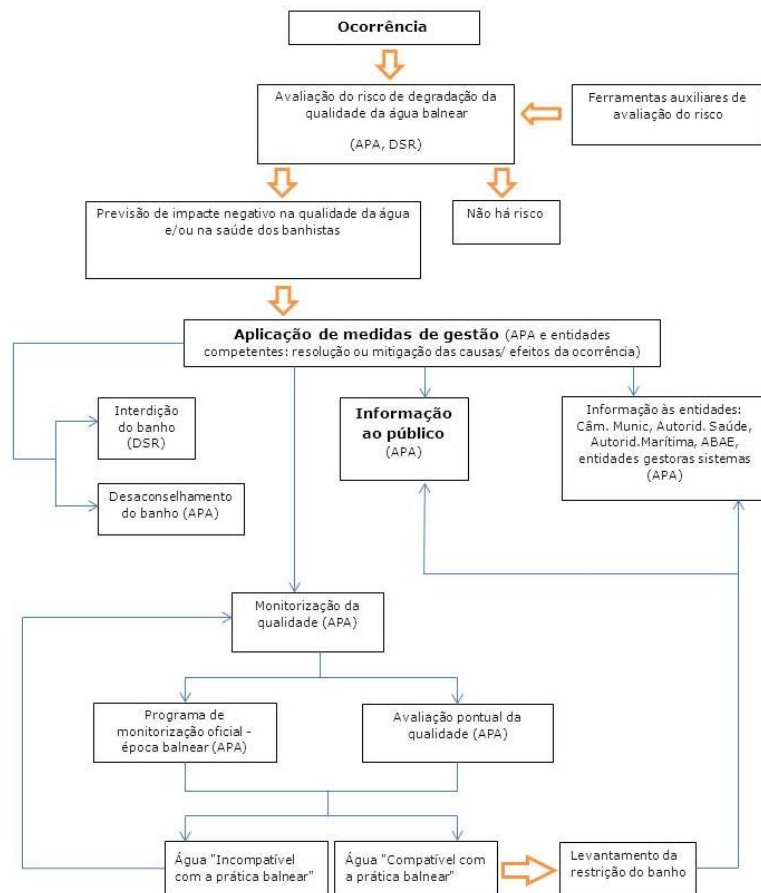 Ocorrência
Avaliação do risco de degradação da
qualidade da água balnear
(APA, DSR)
Ferramentas auxiliares de
avaliação do risco
Previsão de impacte negativo na qualidade da água
e/ou na saúde dos banhistas
Não há risco
Aplicação de medidas de gestão (APA e entidades
competentes: resolução ou mitigação das causas/ efeitos da ocorrência)
Interdição
do banho
(DSR)
Desaconselhamento
do banho (APA)
Informação
ao público
(APA)
Informação às entidades:
Câm. Munic, Autorid. Saúde,
Autorid.Marítima, ABAE,
entidades gestoras sistemas
(APA)
Monitorização da
qualidade (APA)
Programa de
monitorização oficial -
época balnear (APA)
Avaliação pontual da
qualidade (APA)
Água "Incompatível
com a prática balnear"
Água "Compatível com
a prática balnear"
Levantamento da
restrição do banho